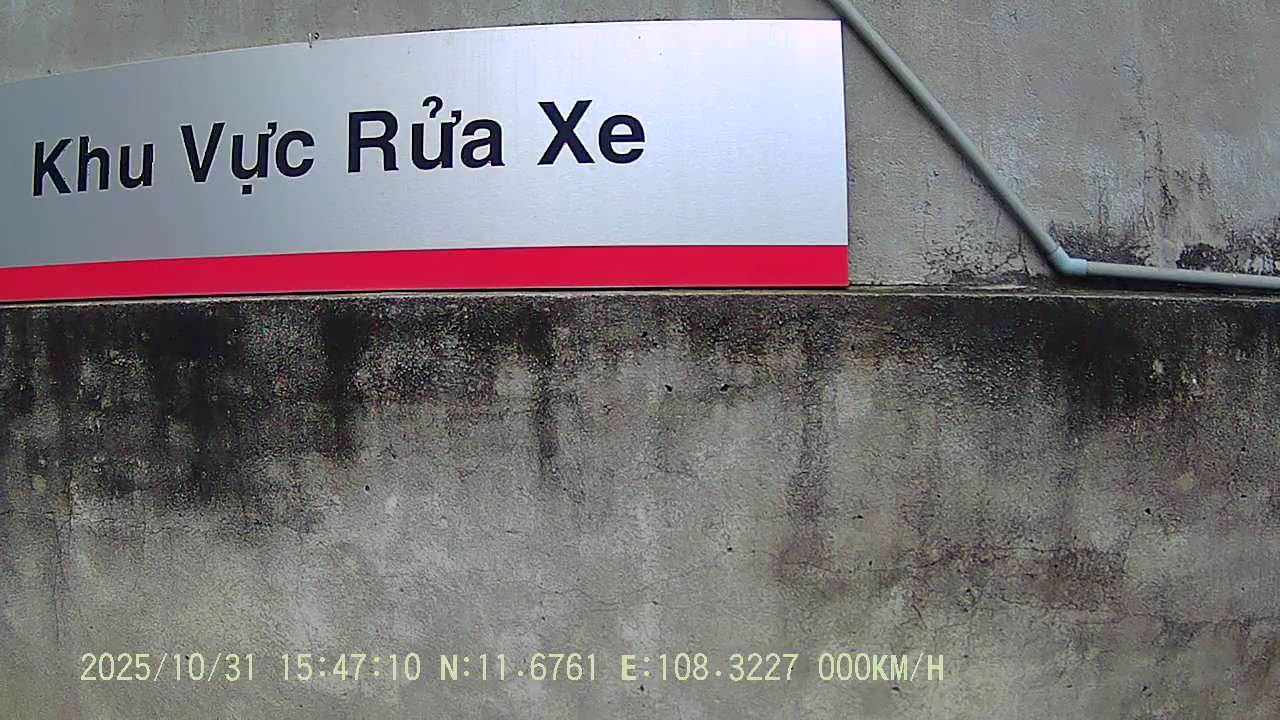 Khu Vực Rửa Xe
2025/10/31 15:47:10 N:11.6761 E:108.3227 000KM/H